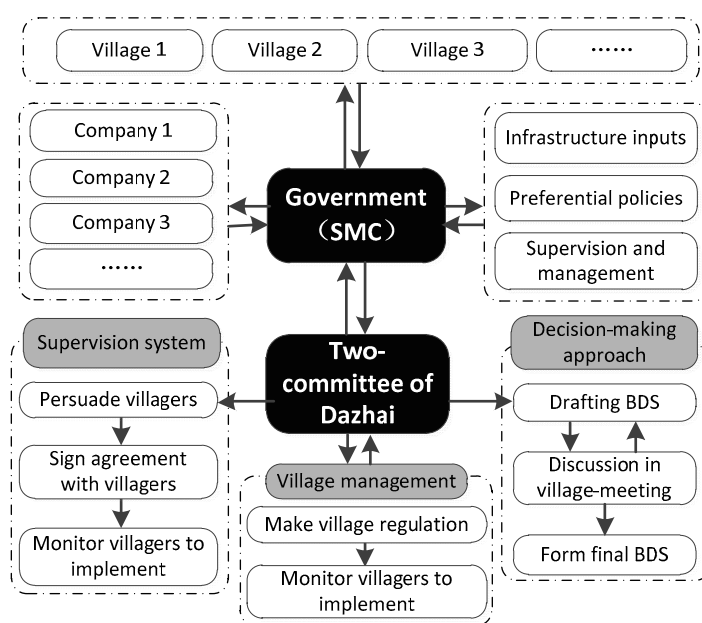 Village 1
Village 2
Village 3
……
Company 1
Company 2
Company 3
……
Government
（SMC）
Infrastructure inputs
Preferential policies
Supervision and
management
Supervision system
Persuade villagers
Sign agreement
with villagers
Monitor villagers to
implement
Two-
committee of
Dazhai
Village management
Make village regulation
Monitor villagers to
implement
Decision-making
approach
Drafting BDS
Discussion in
village-meeting
Form final BDS